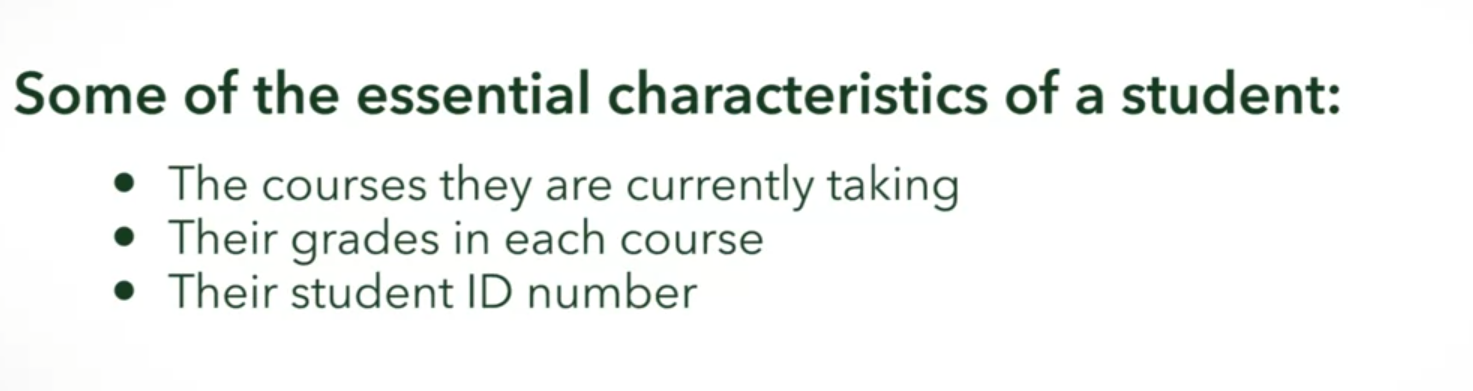 Some of the essential characteristics of a student:
• The courses they are currently taking
• Their grades in each course
• Their student ID number